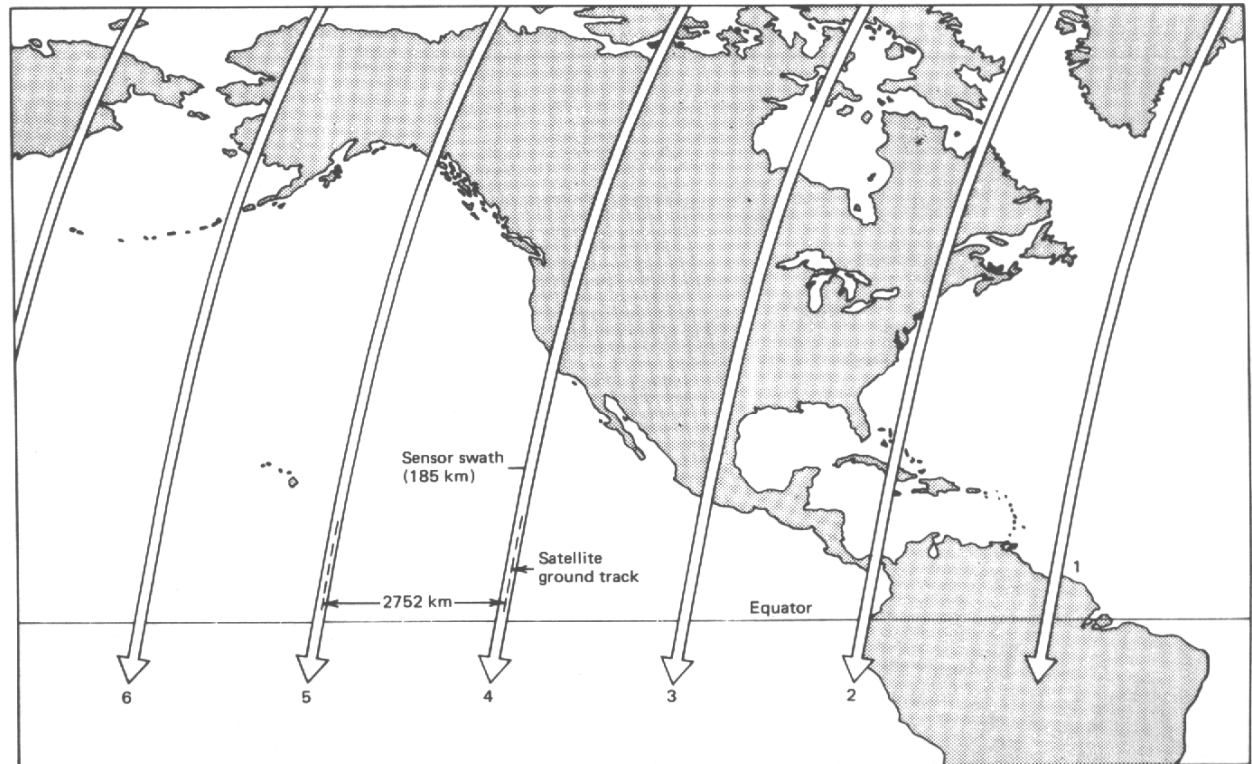 Sensor swath
(185 km)
Satellite
ground track
1
2752 km
Equator
6
5
4
3
2